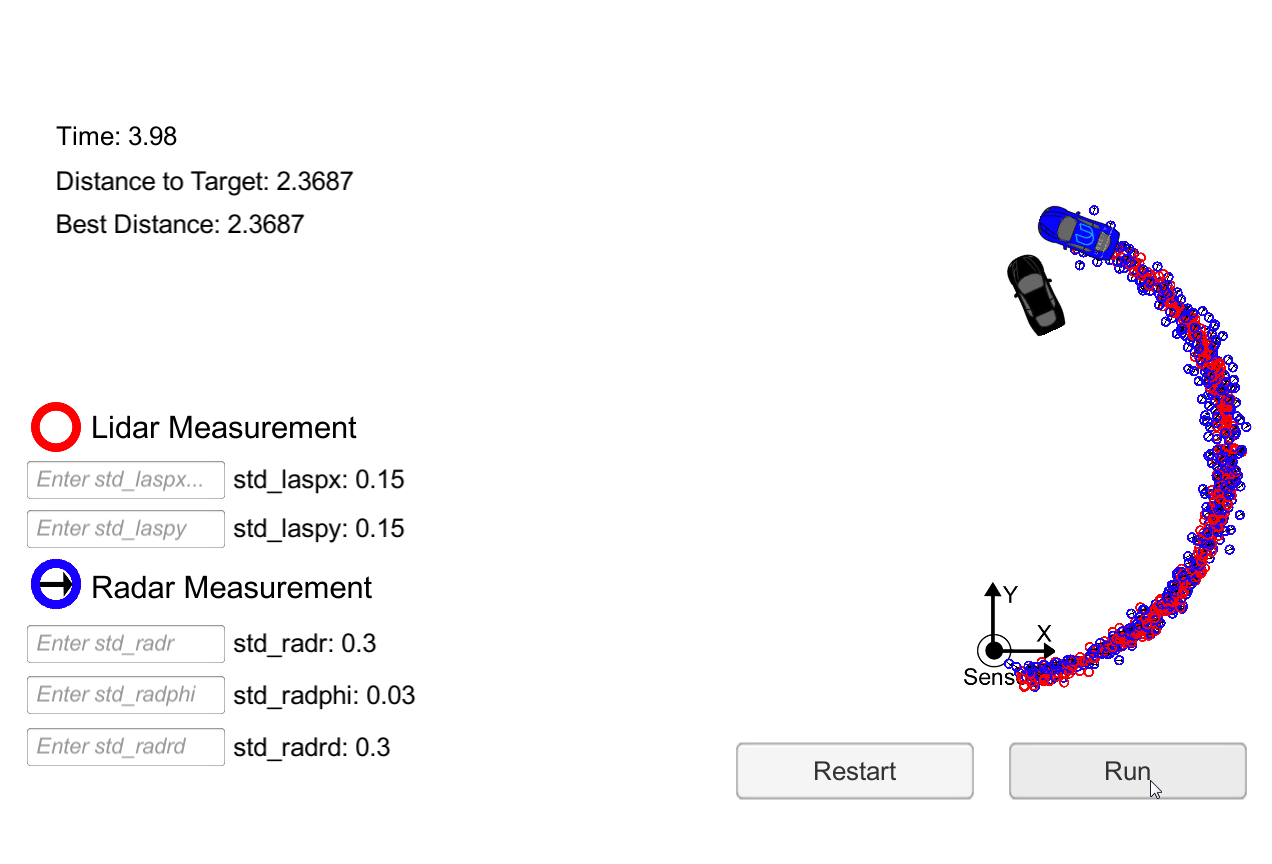 Time: 3.98
Distance to Target: 2.3687
Best Distance: 2.3687
Lidar Measurement
Enter std_laspx... std_laspx: 0.15
Enter std_laspy std_laspy: 0.15
Radar Measurement
Enter std_radr std_radr: 0.3
Enter std_radphi std_radphi: 0.03
Enter std_radrd std_radrd: 0.3
Y
X
Restart
Run